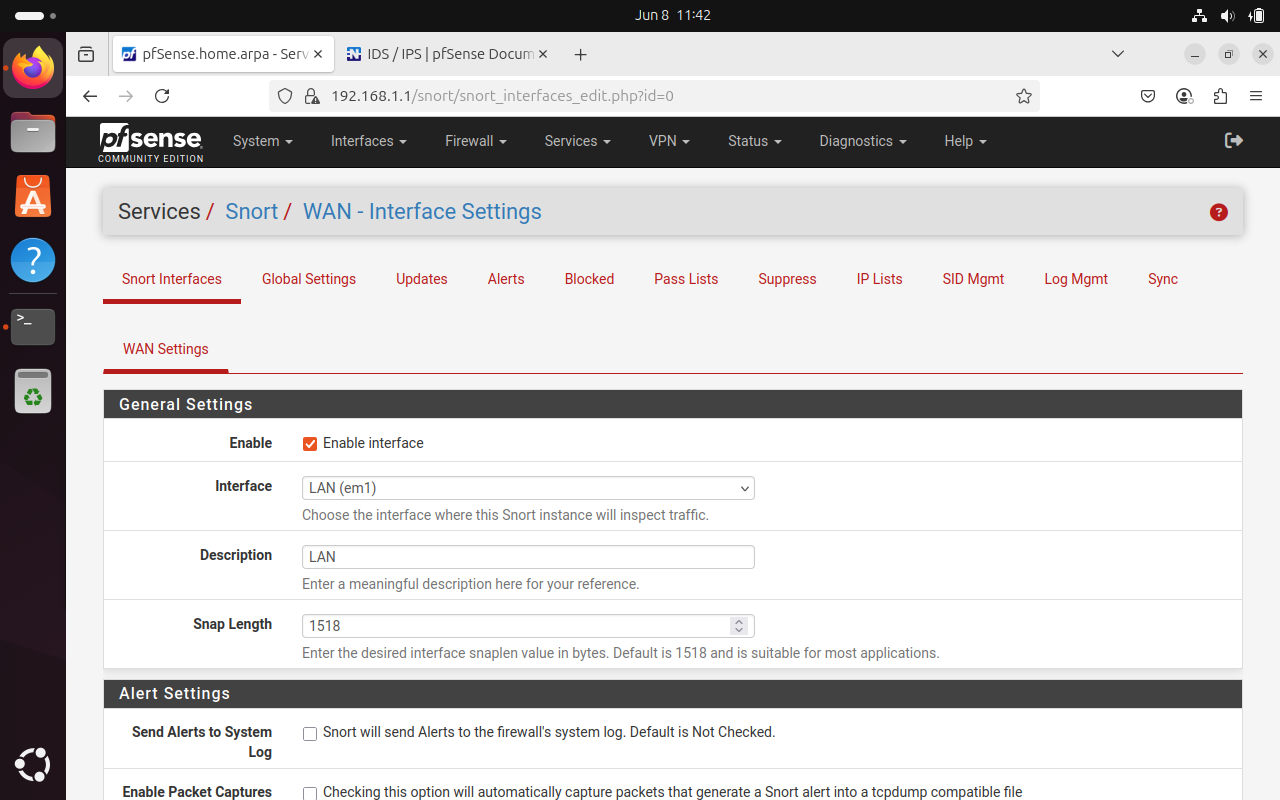 Jun 8 11:42
pfSense.home.arpa - Serv
IDS / IPS | pfSense Docum
192.168.1.1/snort/snort_interfaces_edit.php?id=0
pfsense
COMMUNITY EDITION
System
Interfaces
Firewall
Services
VPN
Status
Diagnostics
Help
Services / Snort / WAN - Interface Settings
Snort Interfaces
Global Settings
Updates
Alerts
Blocked
Pass Lists
Suppress
IP Lists
SID Mgmt
Log Mgmt
Sync
WAN Settings
General Settings
Enable
Enable interface
Interface
LAN (em1)
Choose the interface where this Snort instance will inspect traffic.
Description
LAN
Enter a meaningful description here for your reference.
Snap Length
1518
Enter the desired interface snaplen value in bytes. Default is 1518 and is suitable for most applications.
Alert Settings
Send Alerts to System
Log
Snort will send Alerts to the firewall's system log. Default is Not Checked.
Enable Packet Captures
Checking this option will automatically capture packets that generate a Snort alert into a tcpdump compatible file